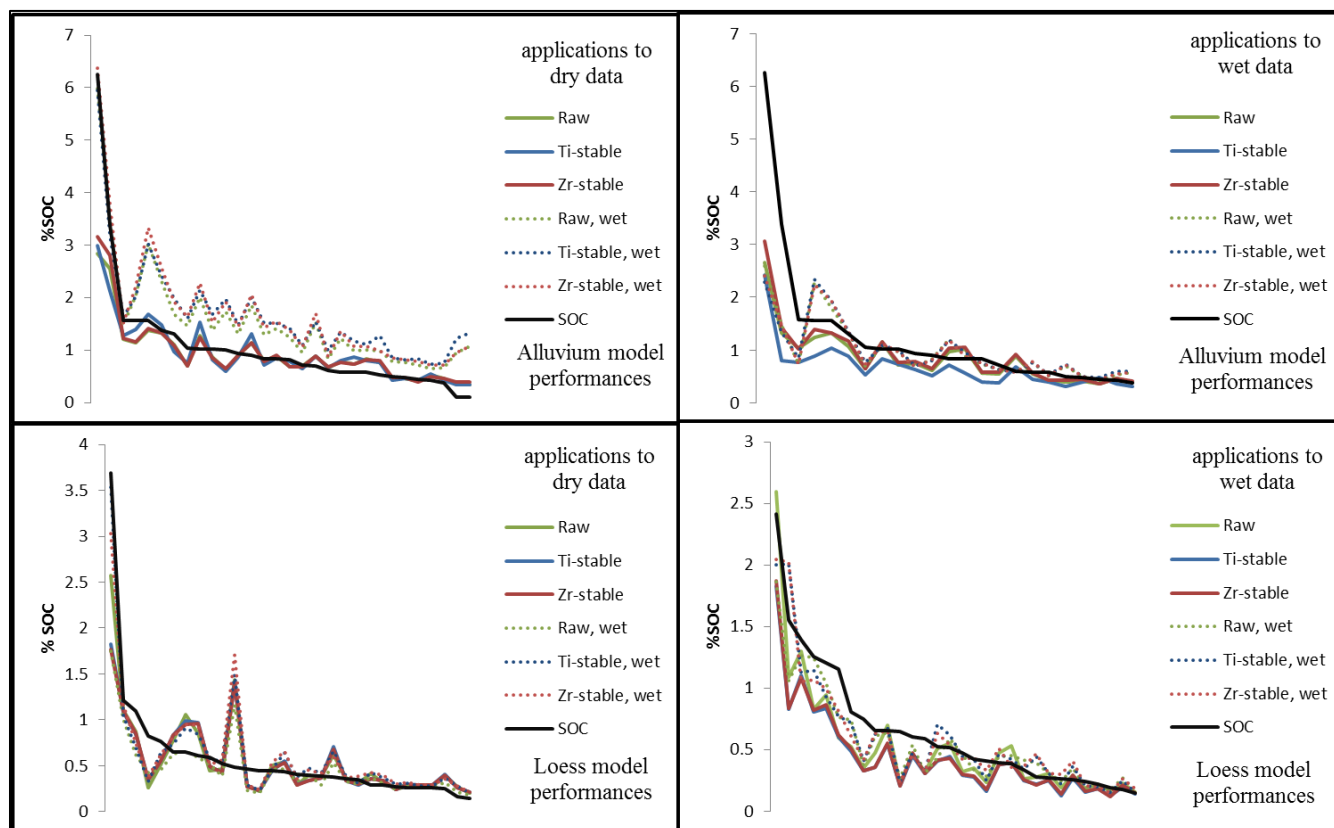 7
6
5
4
3
2
1
0
%SOC
applications to
dry data
Raw
Ti-stable
Zr-stable
Raw, wet
Ti-stable, wet
Zr-stable, wet
SOC
Alluvium model
performances
7
6
5
4
3
2
1
0
%SOC
applications to
wet data
Raw
Ti-stable
Zr-stable
Raw, wet
Ti-stable, wet
Zr-stable, wet
SOC
Alluvium model
performances
4
3.5
3
2.5
2
1.5
1
0.5
0
% SOC
applications to
dry data
Raw
Ti-stable
Zr-stable
Raw, wet
Ti-stable, wet
Zr-stable, wet
SOC
Loess model
performances
3
2.5
2
1.5
1
0.5
0
%SOC
applications to
wet data
Raw
Ti-stable
Zr-stable
Raw, wet
Ti-stable, wet
Zr-stable, wet
SOC
Loess model
performances